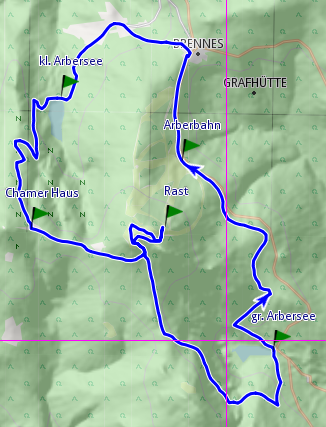 BRENNES
kl. Arbersee
GRAFHÜTTE
Arberbahn
Chamer Haus
Rast
gr. Arbersee